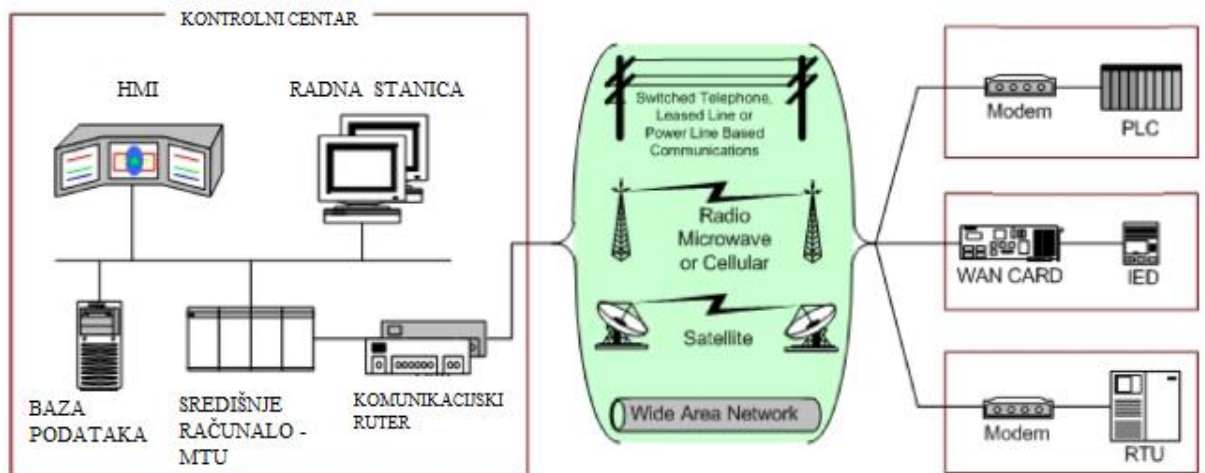 KONTROLNI CENTAR
HMI
RADNA STANICA
BAZA
PODATAKA
SREDIŠNJE
RAČUNALO -
MTU
KOMUNIKACIJSKI
RUTER
Switched Telephone,
Leased Line or
Power Line Based
Communications
Radio
Microwave
or Cellular
Satellite
Wide Area Network
Modem
PLC
WAN CARD
IED
Modem
RTU